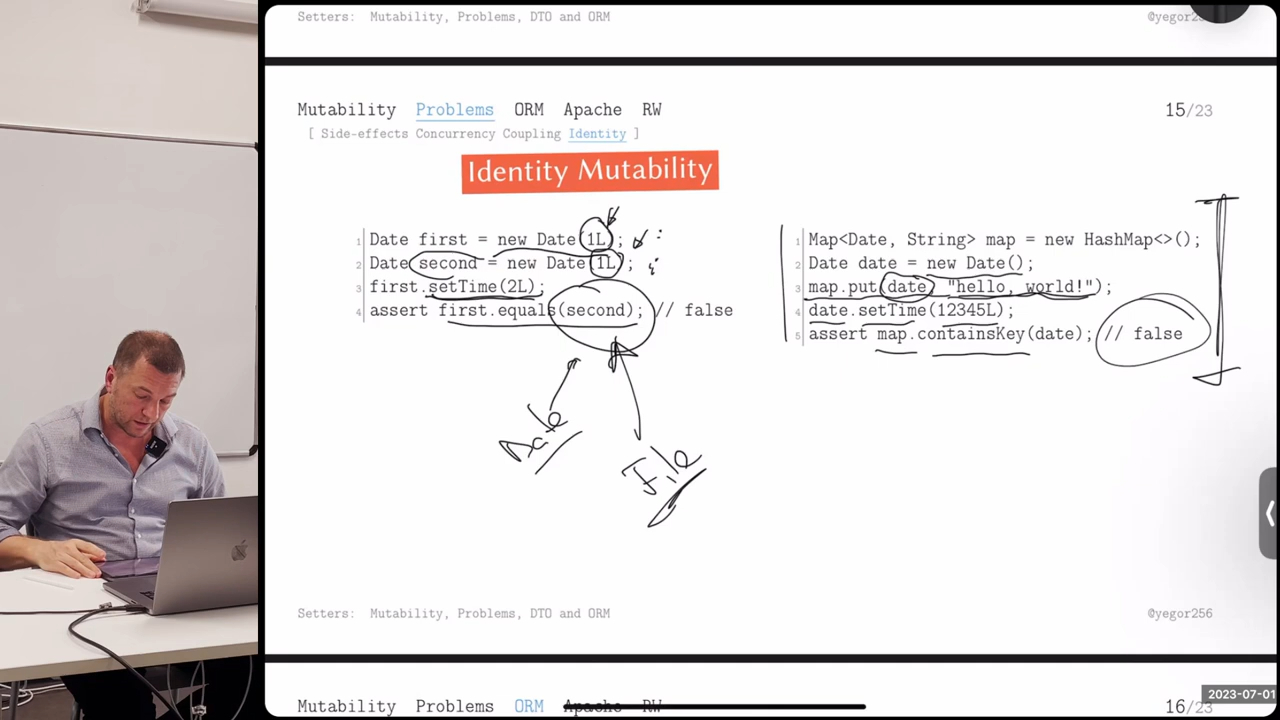 Setters: Mutability, Problems, DTO and ORM
Mutability Problems ORM Apache RW
15/23
[ Side-effects Concurrency Coupling Identity ]
Identity Mutability
1 Date first = new Date(1L);
2 Date second = new Date(1L);
3 first.setTime(2L);
4 assert first.equals(second); // false
1 Map<Date, String> map = new HashMap<>();
2 Date date = new Date();
3 map.put(date, "hello, world!");
4 date.setTime(12345L);
5 assert map.containsKey(date); // false
Date
File
Setters: Mutability, Problems, DTO and ORM
@yegor256
2023-07-01
Mutability Problems ORM Apache RW
16/23